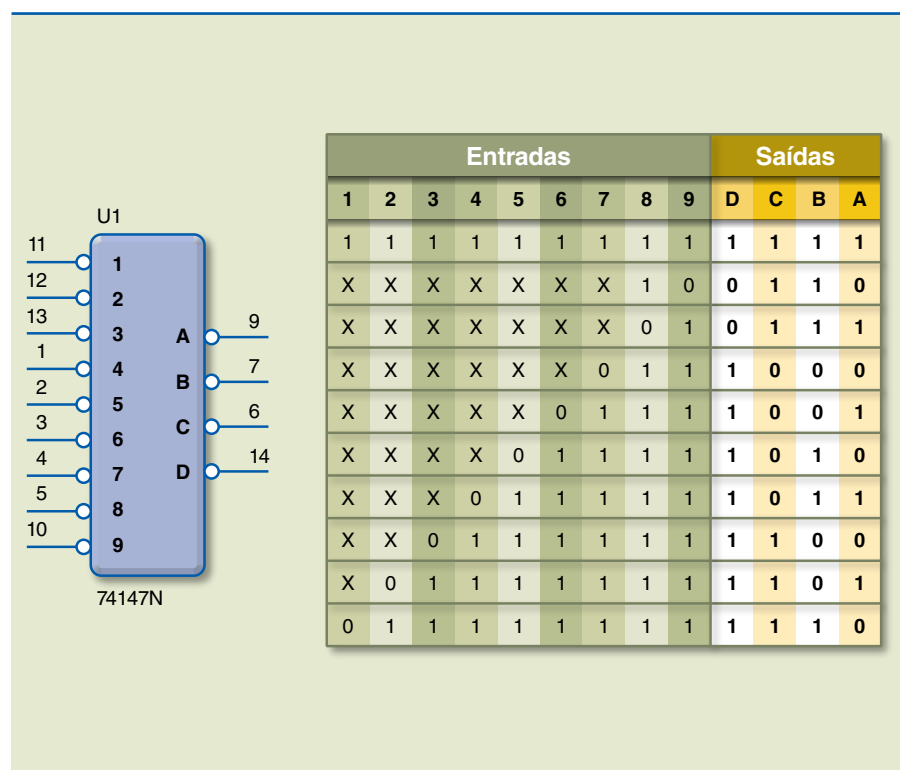 U1
11
12
13
1
2
3
4
5
10
1
2
3
4
5
6
7
8
9
A
B
C
D
9
7
6
14
74147N
Entradas Saídas
1 2 3 4 5 6 7 8 9 D C B A
1 1 1 1 1 1 1 1 1 1 1 1 1
X X X X X X X 1 0 0 1 1 0
X X X X X X X 0 1 0 1 1 1
X X X X X X 0 1 1 1 0 0 0
X X X X X 0 1 1 1 1 0 0 1
X X X X 0 1 1 1 1 1 0 1 0
X X X 0 1 1 1 1 1 1 0 1 1
X X 0 1 1 1 1 1 1 1 1 0 0
X 0 1 1 1 1 1 1 1 1 1 0 1
0 1 1 1 1 1 1 1 1 1 1 1 0